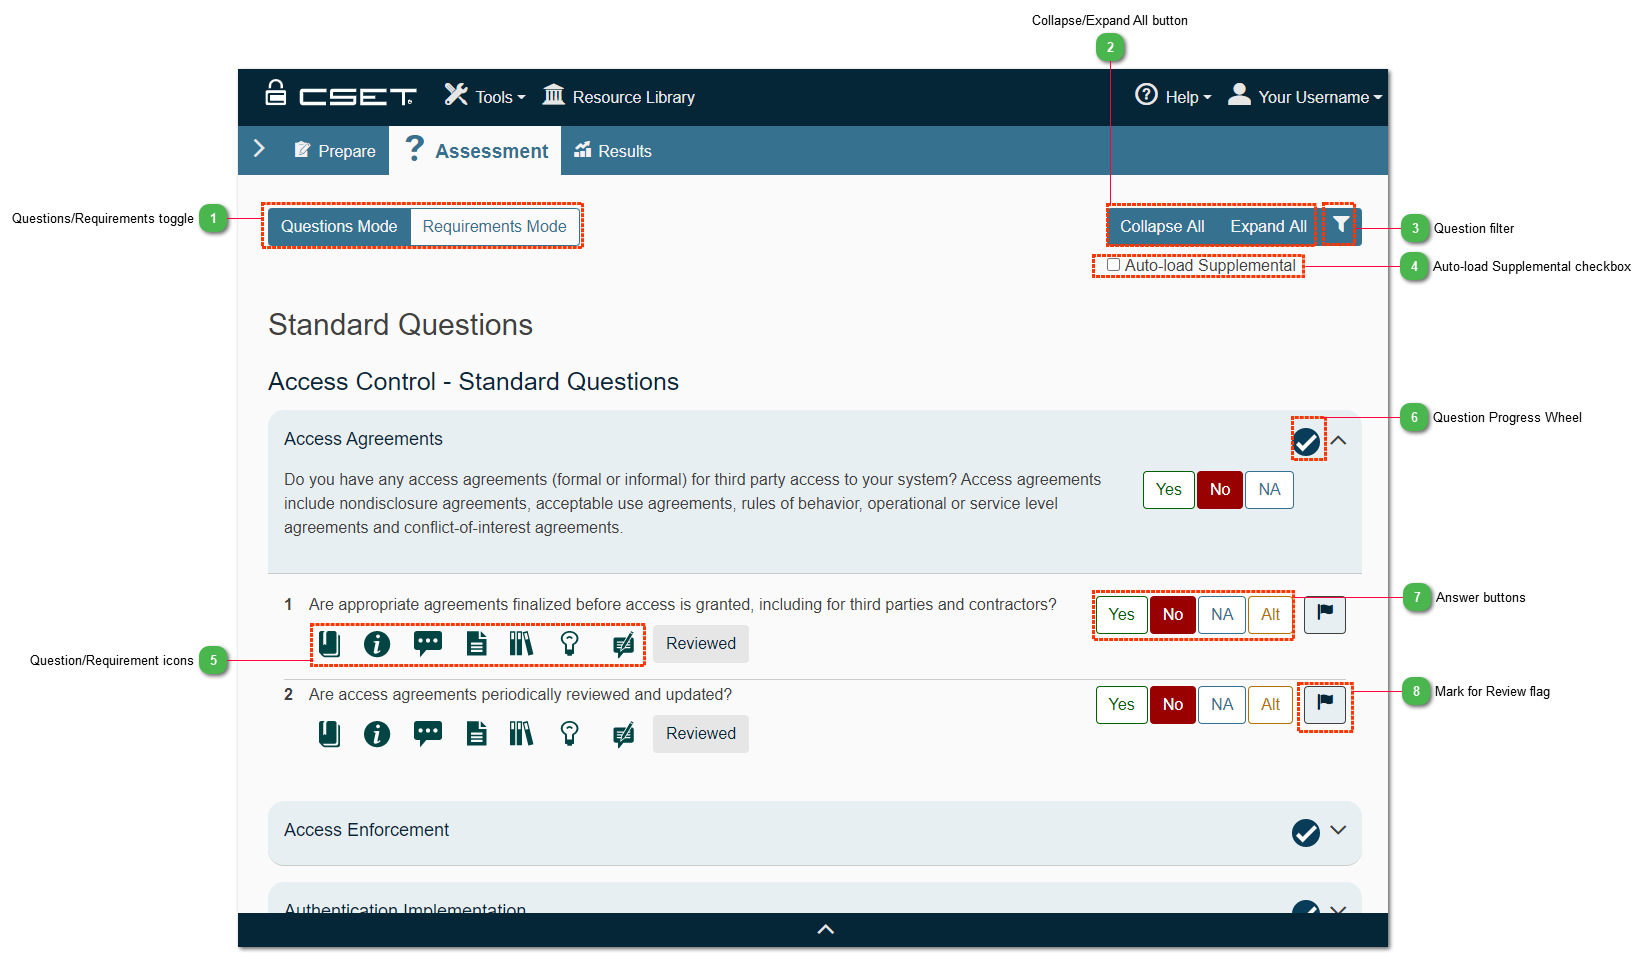 Collapse/Expand All button
2
CSET
Tools
Resource Library
Help
Your Username
Prepare
? Assessment
Results
Questions/Requirements toggle
1
Questions Mode
Requirements Mode
Collapse All
Expand All
3
Question filter
Auto-load Supplemental
4
Auto-load Supplemental checkbox
Standard Questions
Access Control - Standard Questions
Access Agreements
6
Question Progress Wheel
Do you have any access agreements (formal or informal) for third party access to your system? Access agreements
include nondisclosure agreements, acceptable use agreements, rules of behavior, operational or service level
agreements and conflict-of-interest agreements.
Yes
No
NA
1 Are appropriate agreements finalized before access is granted, including for third parties and contractors?
Yes
No
NA
Alt
7
Answer buttons
Question/Requirement icons
5
Reviewed
2 Are access agreements periodically reviewed and updated?
Yes
No
NA
Alt
8
Mark for Review flag
Reviewed
Access Enforcement
Authentication Implementation